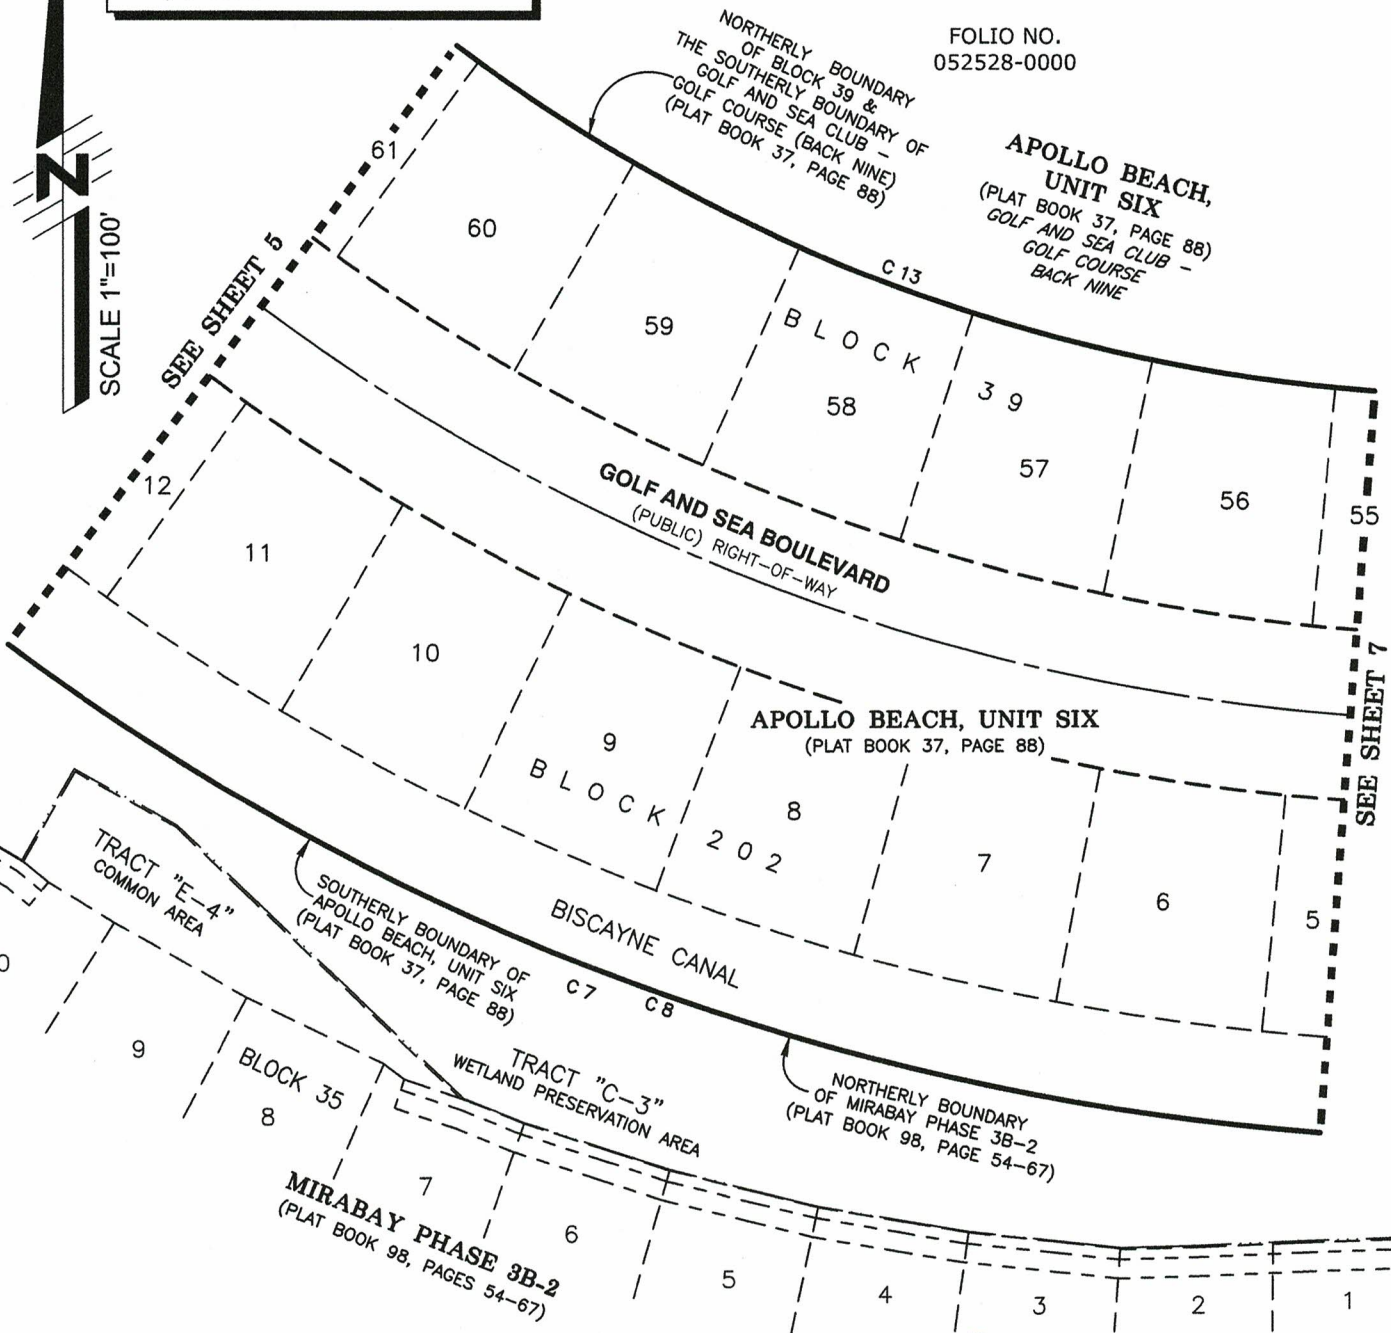 FOLIO NO.
052528-0000
NORTHERLY BOUNDARY
OF BLOCK 39 &
THE SOUTHERLY BOUNDARY OF
GOLF AND SEA CLUB –
GOLF COURSE (BACK NINE)
(PLAT BOOK 37, PAGE 88)
APOLLO BEACH,
UNIT SIX
(PLAT BOOK 37, PAGE 88)
GOLF AND SEA CLUB –
GOLF COURSE
BACK NINE
N
SCALE 1"=100'
SEE SHEET 5
61
60
59
C 13
BLOCK 39
58
57
56
55
GOLF AND SEA BOULEVARD
(PUBLIC) RIGHT–OF–WAY
SEE SHEET 7
12
11
10
9
BLOCK 202
8
7
6
5
APOLLO BEACH, UNIT SIX
(PLAT BOOK 37, PAGE 88)
BISCAYNE CANAL
C 7
C 8
TRACT "E–4"
COMMON AREA
SOUTHERLY BOUNDARY OF
APOLLO BEACH, UNIT SIX
(PLAT BOOK 37, PAGE 88)
TRACT "C–3"
WETLAND PRESERVATION AREA
NORTHERLY BOUNDARY
OF MIRABAY PHASE 3B–2
(PLAT BOOK 98, PAGE 54–67)
0
9
BLOCK 35
8
7
6
5
4
3
2
1
MIRABAY PHASE 3B-2
(PLAT BOOK 98, PAGES 54–67)